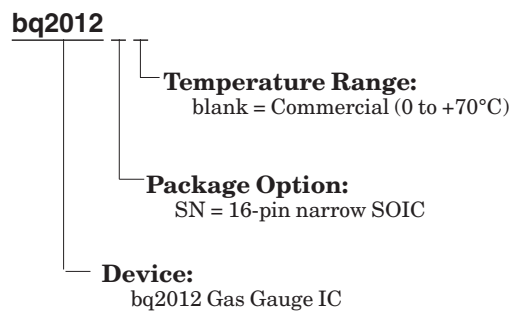 bq2012
Temperature Range:
blank = Commercial (0 to +70°C)
Package Option:
SN = 16-pin narrow SOIC
Device:
bq2012 Gas Gauge IC